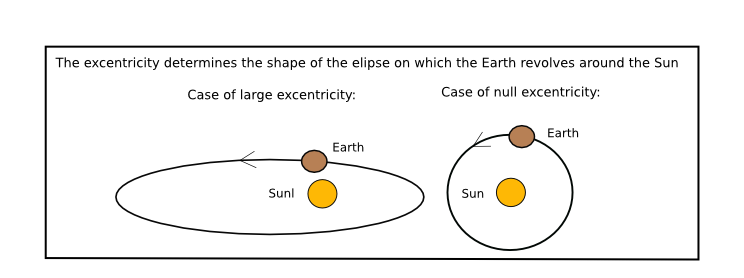 The excentricity determines the shape of the elipse on which the Earth revolves around the Sun
Case of large excentricity:
Earth
Sunl
Case of null excentricity:
Earth
Sun